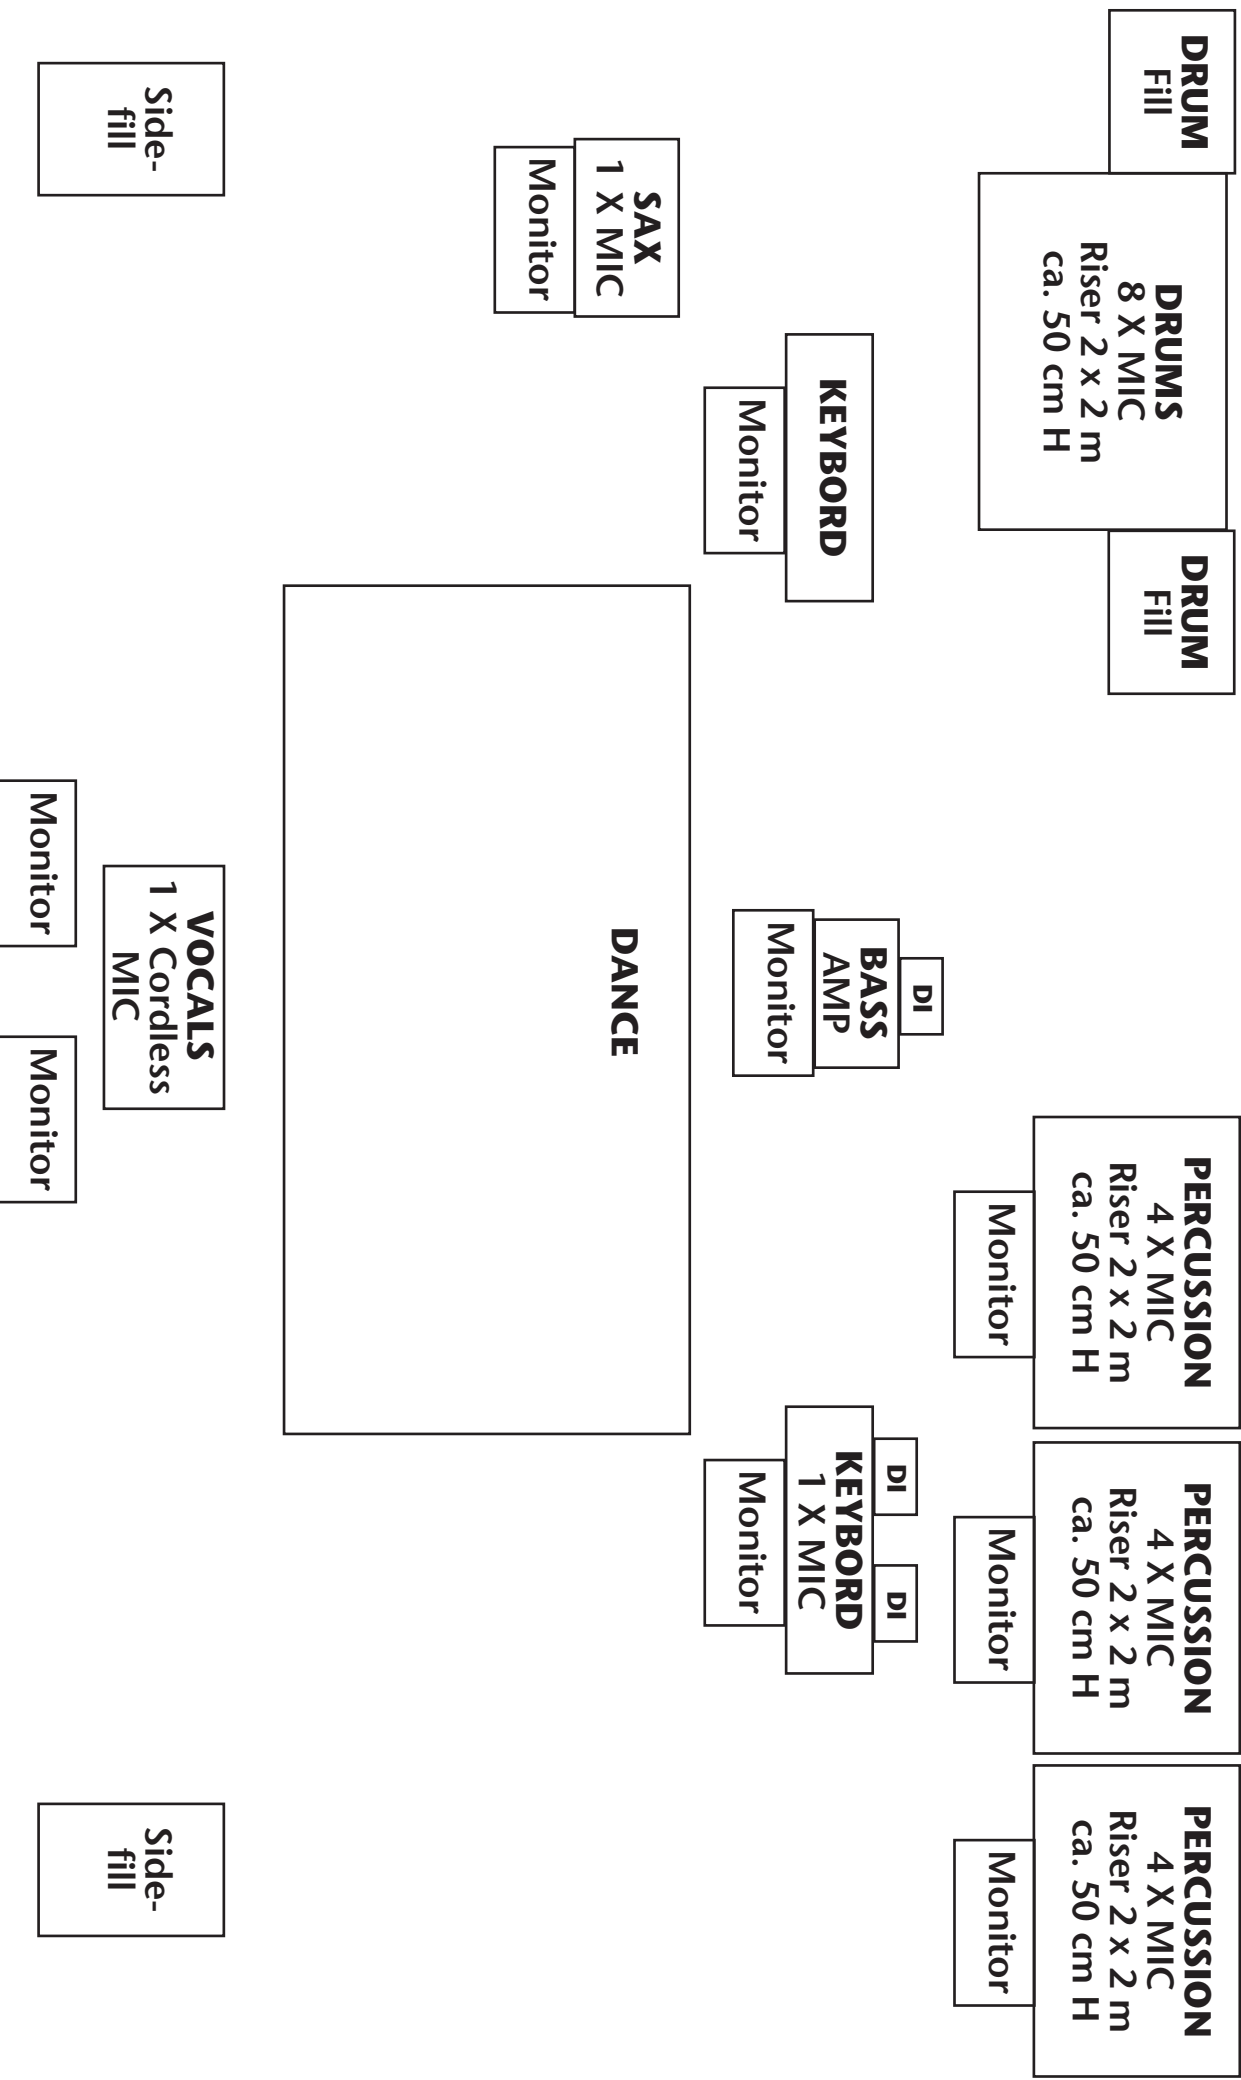 DRUM
Fill
DRUMS
8 X MIC
Riser 2 x 2 m
ca. 50 cm H
DRUM
Fill
PERCUSSION
4 X MIC
Riser 2 x 2 m
ca. 50 cm H
Monitor
PERCUSSION
4 X MIC
Riser 2 x 2 m
ca. 50 cm H
Monitor
PERCUSSION
4 X MIC
Riser 2 x 2 m
ca. 50 cm H
Monitor
KEYBORD
Monitor
DI
BASS
AMP
Monitor
DI
DI
KEYBORD
1 X MIC
Monitor
SAX
1 X MIC
Monitor
DANCE
Side-
fill
VOCALS
1 X Cordless
MIC
Side-
fill
Monitor
Monitor